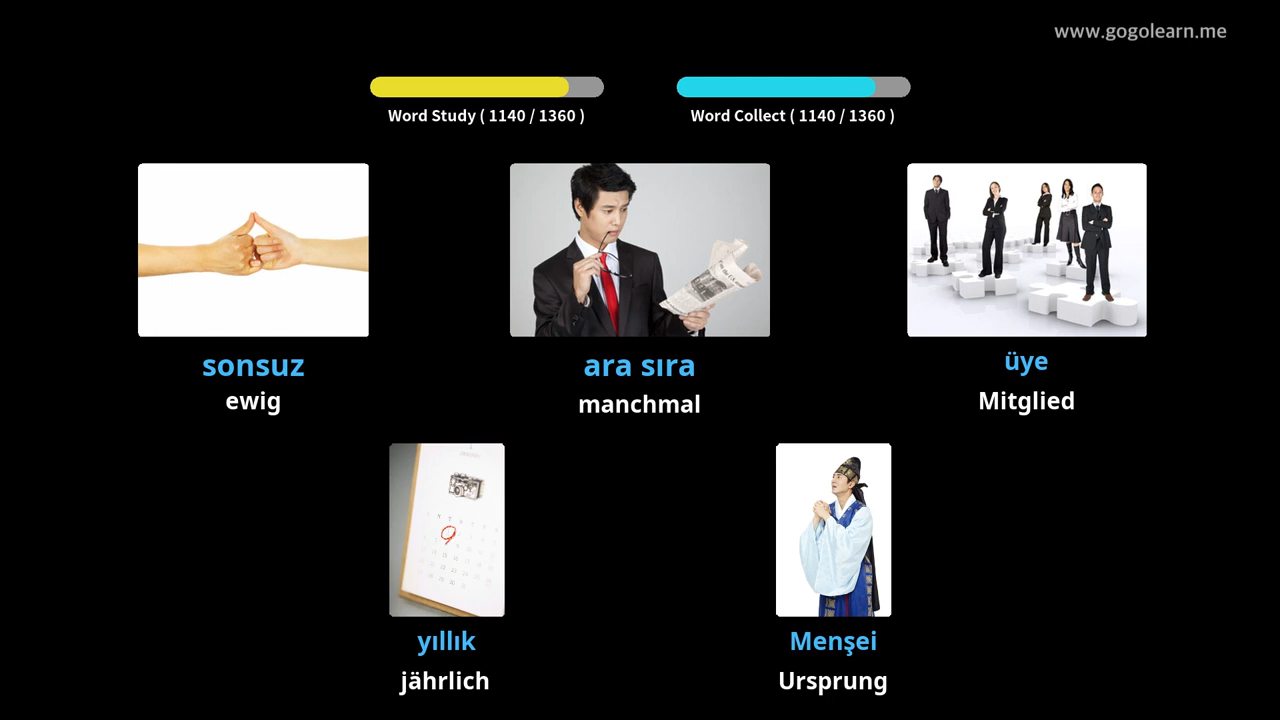 www.gogolearn.me
Word Study ( 1140 / 1360 )
Word Collect ( 1140 / 1360 )
sonsuz
ewig
ara sıra
manchmal
üye
Mitglied
9
yıllık
jährlich
Menşei
Ursprung